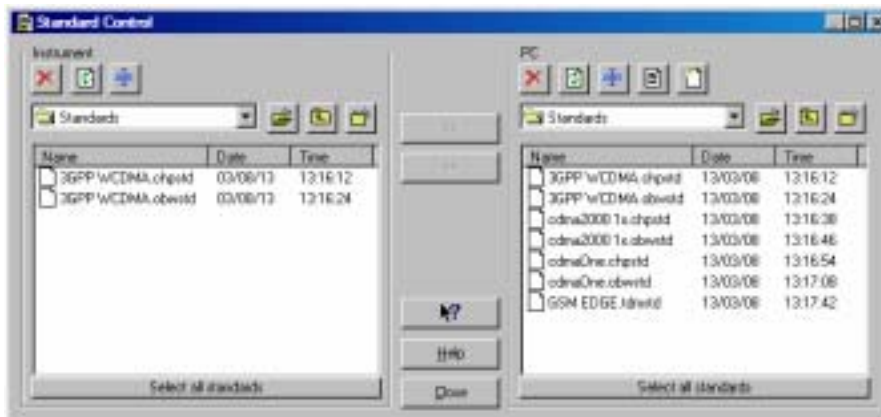 Standard Control
Instrument
Standards
Name Date Time
3GPP WCDMA.chpstd 03/08/13 13:16:12
3GPP WCDMA.obwstd 03/08/13 13:16:24
Select all standards
?
Help
Close
PC
Standards
Name Date Time
3GPP WCDMA.chpstd 13/03/08 13:16:12
3GPP WCDMA.obwstd 13/03/08 13:16:24
cdma2000 1x.chpstd 13/03/08 13:16:38
cdma2000 1x.obwstd 13/03/08 13:16:46
cdmaOne.chpstd 13/03/08 13:16:54
cdmaOne.obwstd 13/03/08 13:17:08
GSM EDGE 13/03/08 13:17:42
Select all standards